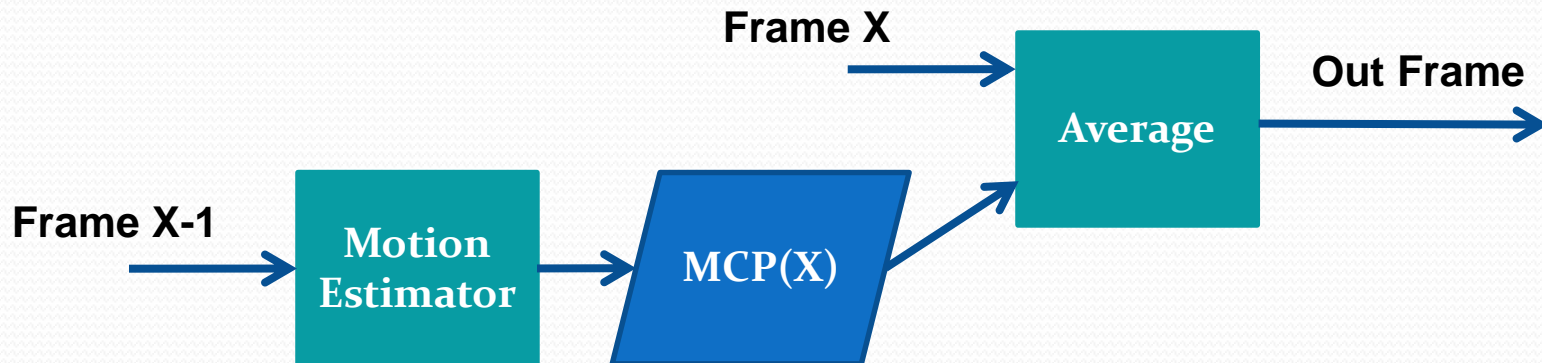 Frame X
Out Frame
Average
Frame X-1
Motion
Estimator
MCP(X)